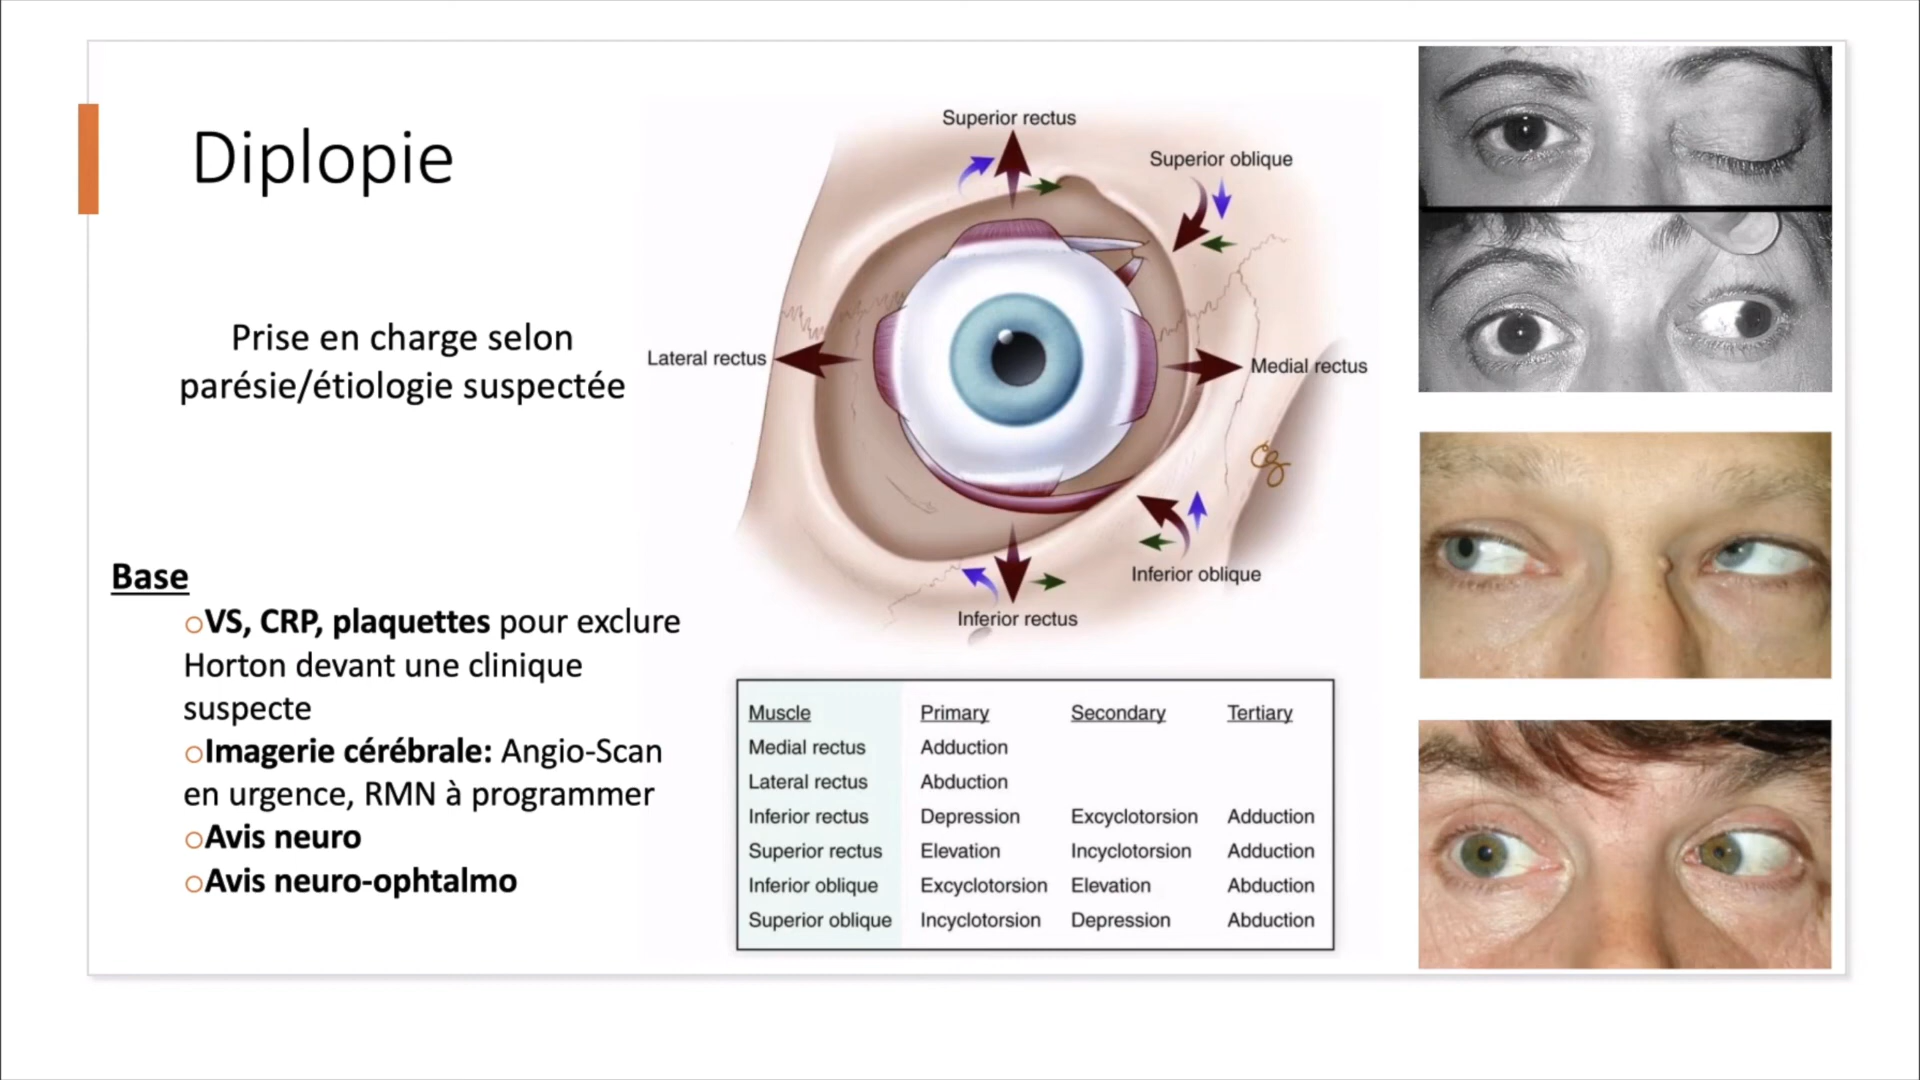 Diplopie
Prise en charge selon
parésie/étiologie suspectée
Base
oVS, CRP, plaquettes pour exclure
Horton devant une clinique
suspecte
oImagerie cérébrale: Angio-Scan
en urgence, RMN à programmer
oAvis neuro
oAvis neuro-ophtalmo
Superior rectus
Superior oblique
Lateral rectus
Medial rectus
Inferior oblique
Inferior rectus
Muscle Primary Secondary Tertiary
Medial rectus Adduction
Lateral rectus Abduction
Inferior rectus Depression Excyclotorsion Adduction
Superior rectus Elevation Incyclotorsion Adduction
Inferior oblique Excyclotorsion Elevation Abduction
Superior oblique Incyclotorsion Depression Abduction